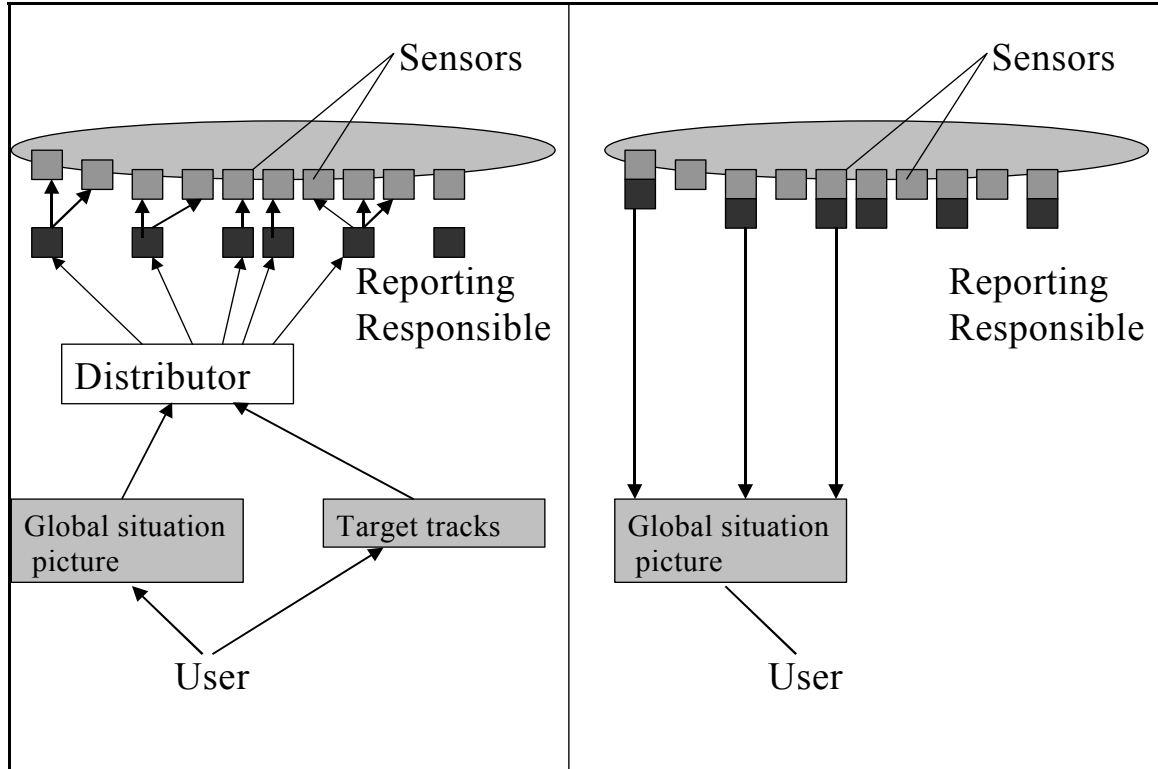 Sensors
Reporting
Responsible
Distributor
Global situation
picture
Target tracks
User
Sensors
Reporting
Responsible
Global situation
picture
User